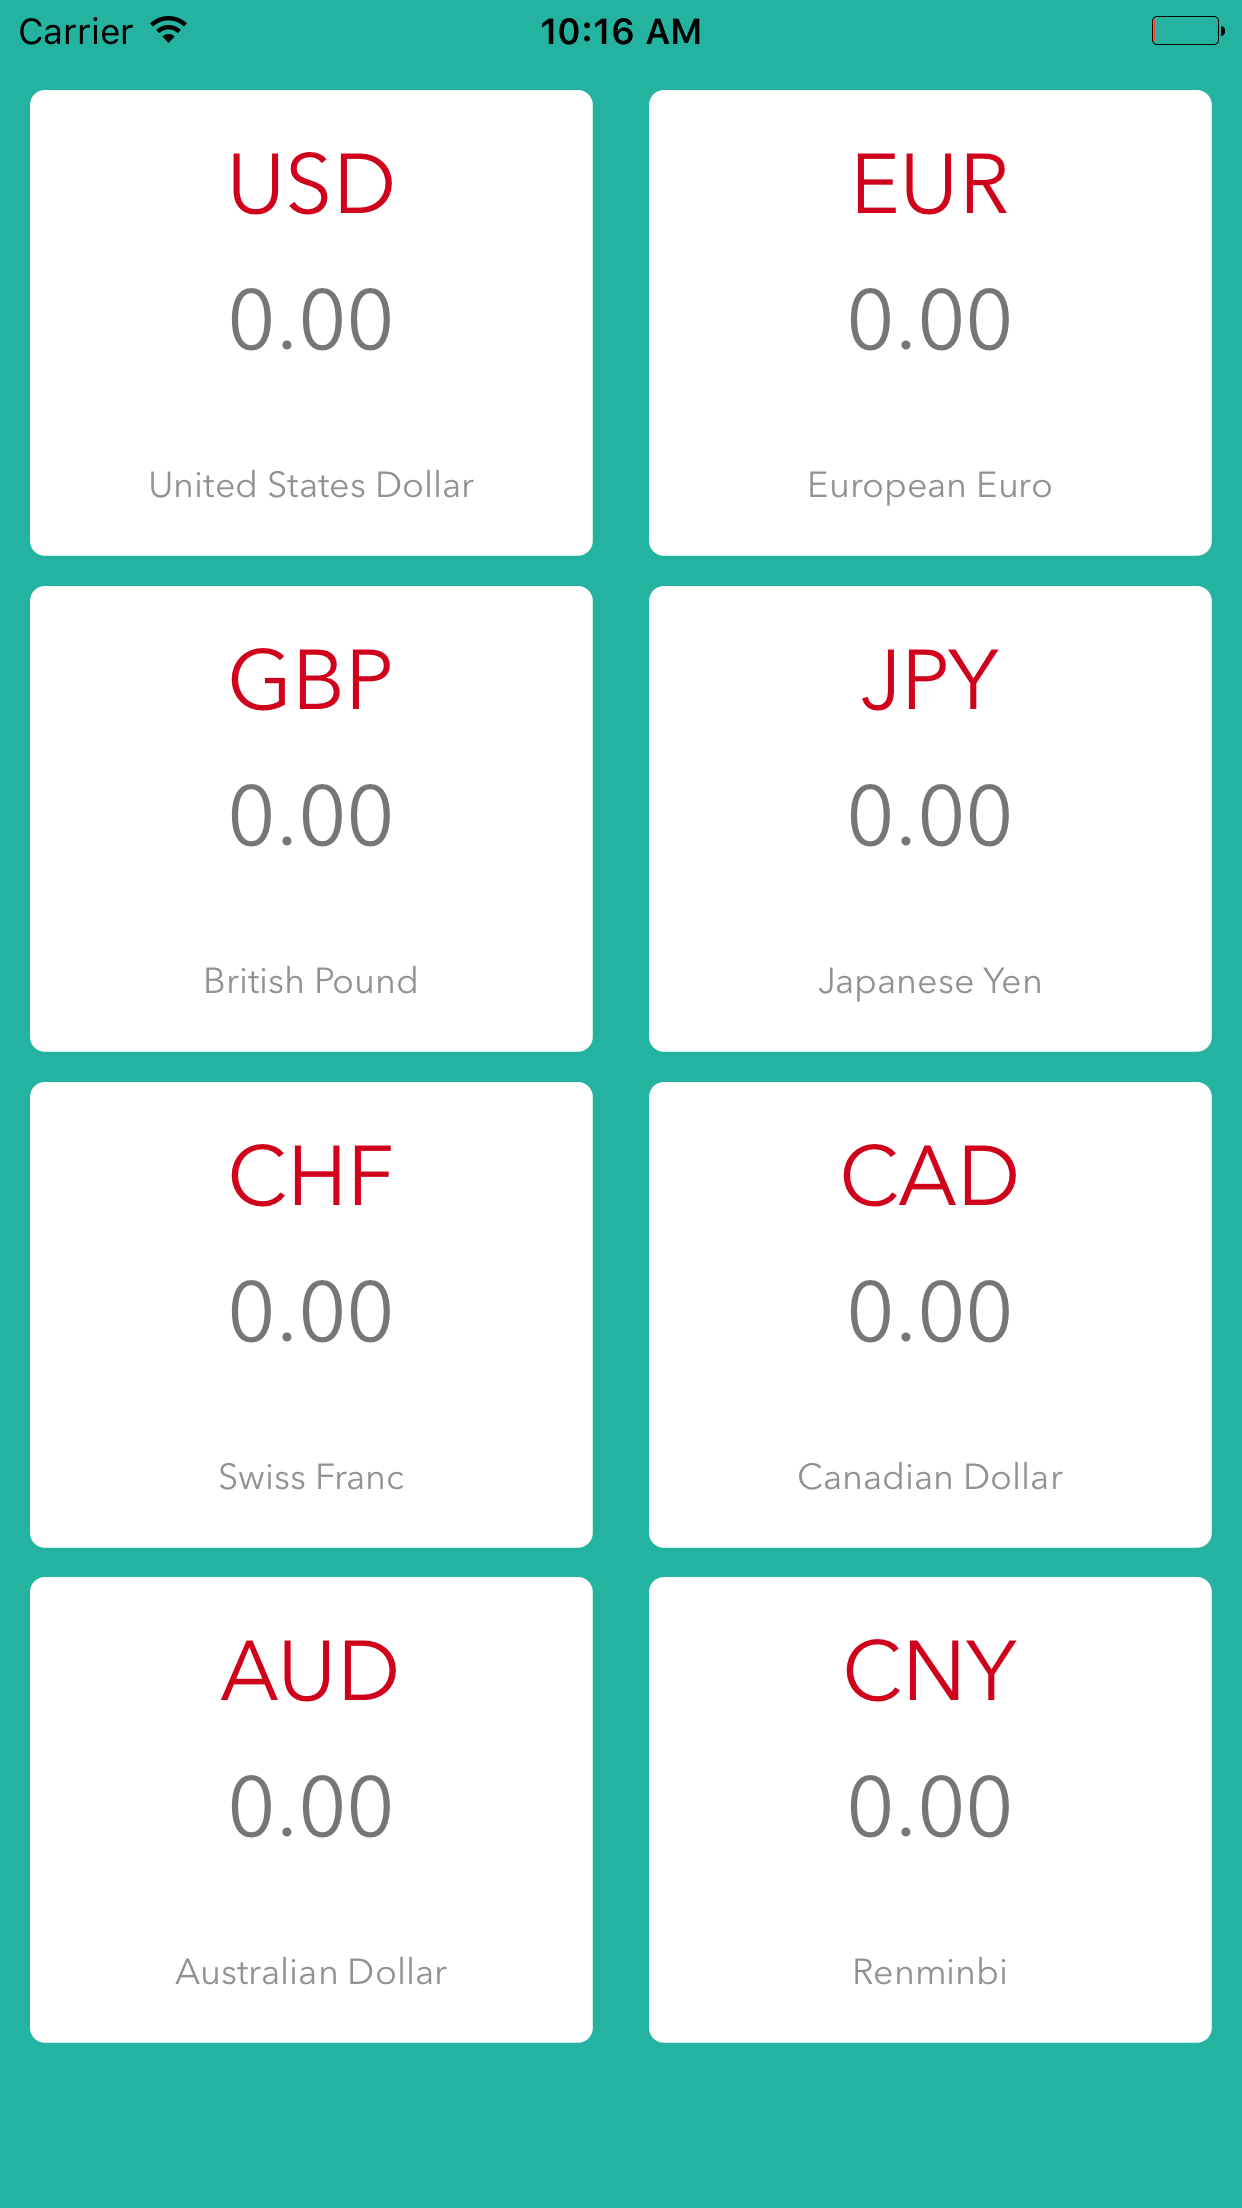 Carrier 10:16 AM
USD
0.00
United States Dollar
EUR
0.00
European Euro
GBP
0.00
British Pound
JPY
0.00
Japanese Yen
CHF
0.00
Swiss Franc
CAD
0.00
Canadian Dollar
AUD
0.00
Australian Dollar
CNY
0.00
Renminbi